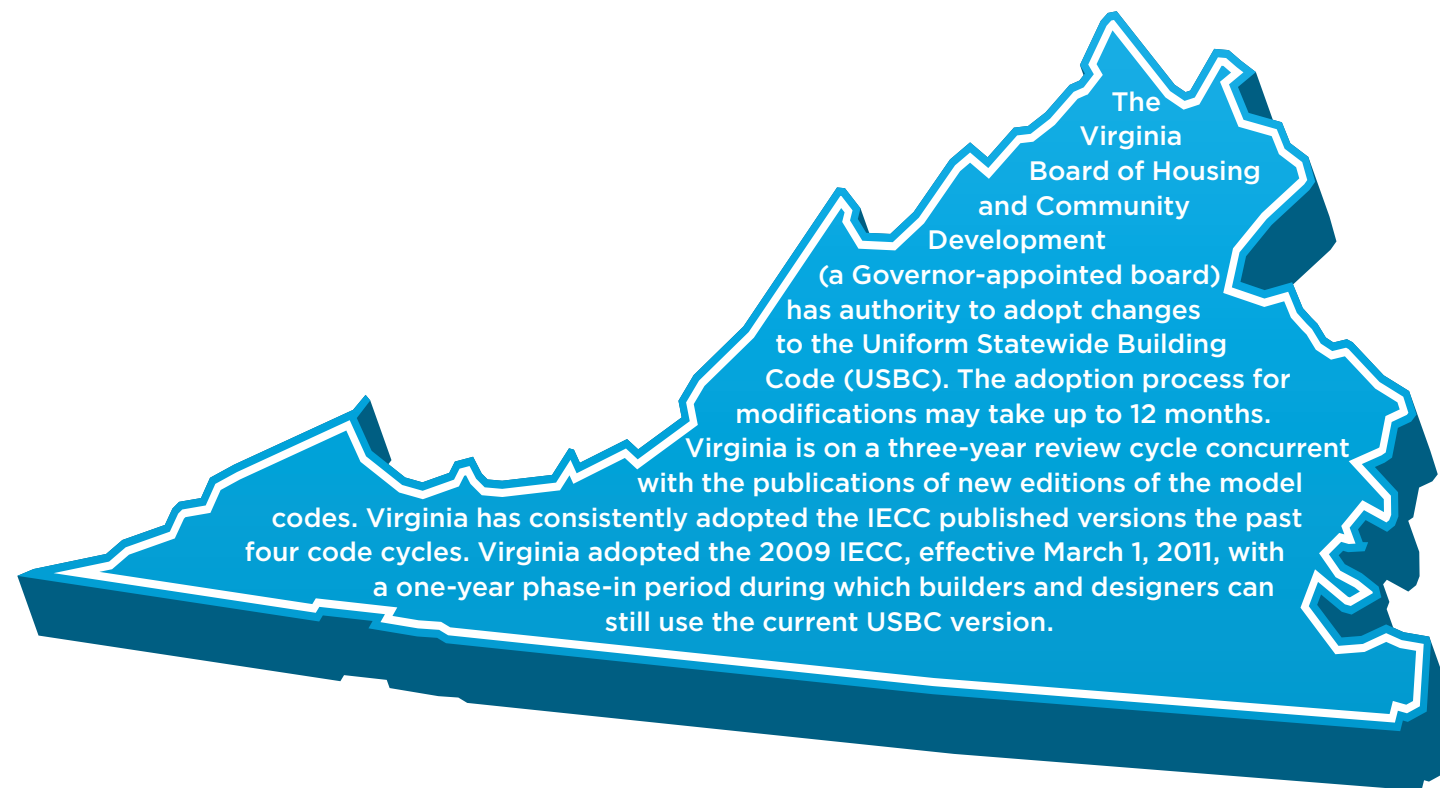 The
Virginia
Board of Housing
and Community
Development
(a Governor-appointed board)
has authority to adopt changes
to the Uniform Statewide Building
Code (USBC). The adoption process for
modifications may take up to 12 months.
Virginia is on a three-year review cycle concurrent
with the publications of new editions of the model
codes. Virginia has consistently adopted the IECC published versions the past
four code cycles. Virginia adopted the 2009 IECC, effective March 1, 2011, with
a one-year phase-in period during which builders and designers can
still use the current USBC version.